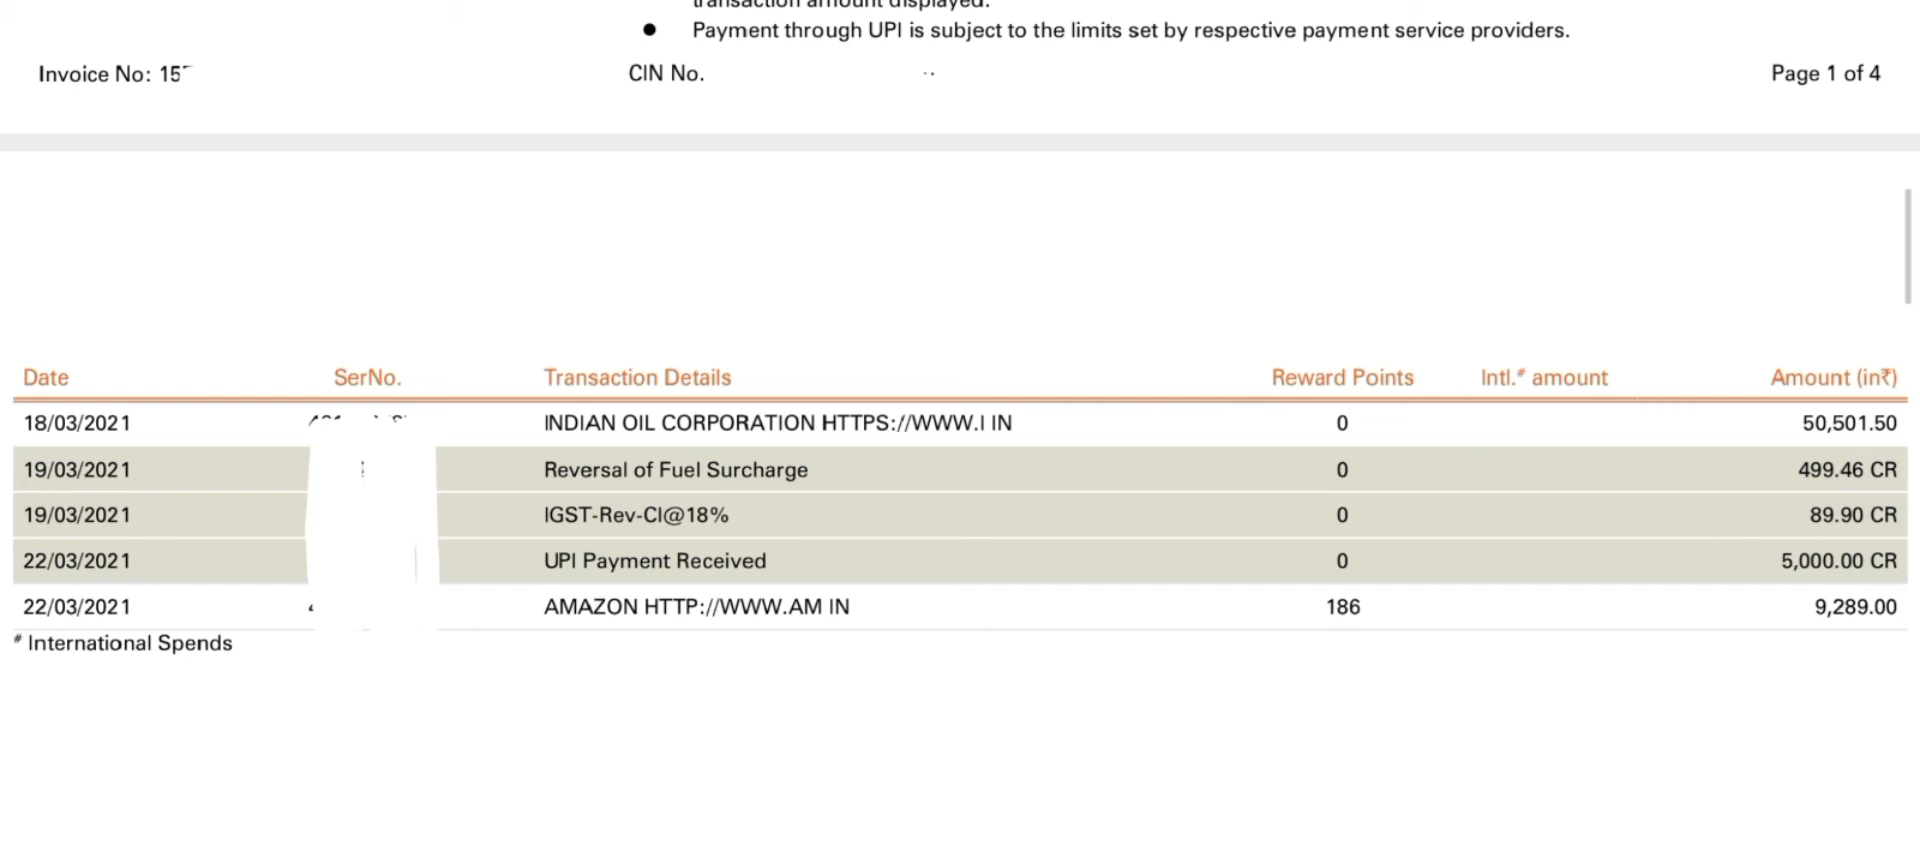 transaction amount displayed.
● Payment through UPI is subject to the limits set by respective payment service providers.
Invoice No: 15 CIN No. Page 1 of 4
Date SerNo. Transaction Details Reward Points Intl.# amount Amount (in₹)
18/03/2021 INDIAN OIL CORPORATION HTTPS://WWW.I IN 0 50,501.50
19/03/2021 Reversal of Fuel Surcharge 0 499.46 CR
19/03/2021 IGST-Rev-CI@18% 0 89.90 CR
22/03/2021 UPI Payment Received 0 5,000.00 CR
22/03/2021 AMAZON HTTP://WWW.AM IN 186 9,289.00
# International Spends